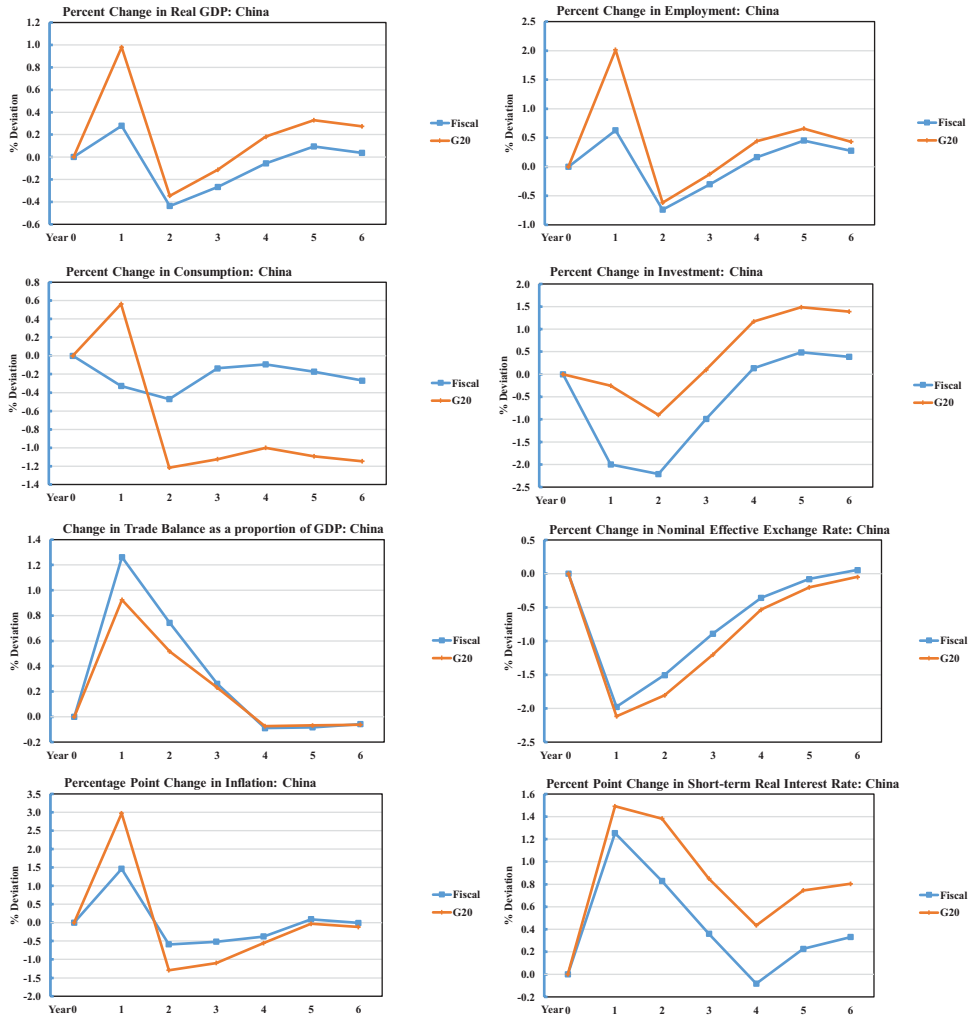 Percent Change in Real GDP: China
1.2
1.0
0.8
0.6
0.4
0.2
0.0
-0.2
-0.4
-0.6
% Deviation
Year 0 1 2 3 4 5 6
Fiscal
G20
Percent Change in Employment: China
2.5
2.0
1.5
1.0
0.5
0.0
-0.5
-1.0
% Deviation
Year 0 1 2 3 4 5 6
Fiscal
G20
Percent Change in Consumption: China
0.8
0.6
0.4
0.2
0.0
-0.2
-0.4
-0.6
-0.8
-1.0
-1.2
-1.4
% Deviation
Year 0 1 2 3 4 5 6
Fiscal
G20
Percent Change in Investment: China
2.0
1.5
1.0
0.5
0.0
-0.5
-1.0
-1.5
-2.0
-2.5
% Deviation
Year 0 1 2 3 4 5 6
Fiscal
G20
Change in Trade Balance as a proportion of GDP: China
1.4
1.2
1.0
0.8
0.6
0.4
0.2
0.0
-0.2
% Deviation
Year 0 1 2 3 4 5 6
Fiscal
G20
Percent Change in Nominal Effective Exchange Rate: China
0.5
0.0
-0.5
-1.0
-1.5
-2.0
-2.5
% Deviation
Year 0 1 2 3 4 5 6
Fiscal
G20
Percentage Point Change in Inflation: China
3.5
3.0
2.5
2.0
1.5
1.0
0.5
0.0
-0.5
-1.0
-1.5
-2.0
% Deviation
Year 0 1 2 3 4 5 6
Fiscal
G20
Percent Point Change in Short-term Real Interest Rate: China
1.6
1.4
1.2
1.0
0.8
0.6
0.4
0.2
0.0
-0.2
% Deviation
Year 0 1 2 3 4 5 6
Fiscal
G20